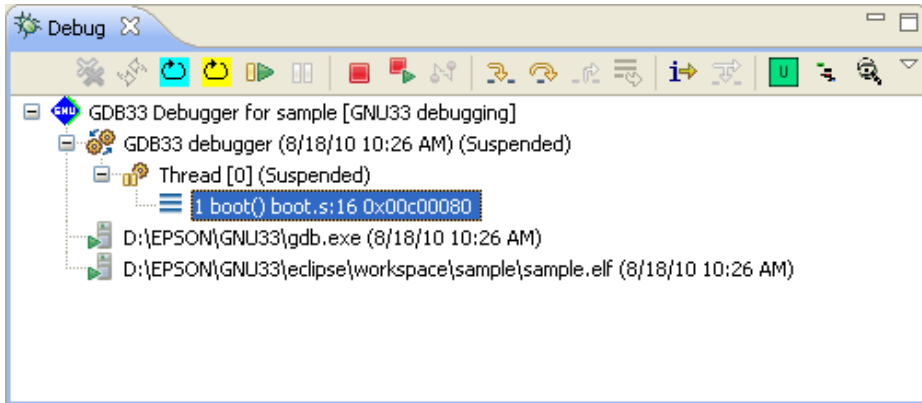 Debug
i
U
GNU GDB33 Debugger for sample [GNU33 debugging]
GDB33 debugger (8/18/10 10:26 AM) (Suspended)
Thread [0] (Suspended)
1 boot() boot.s:16 0x00c00080
D:\EPSON\GNU33\gdb.exe (8/18/10 10:26 AM)
D:\EPSON\GNU33\eclipse\workspace\sample\sample.elf (8/18/10 10:26 AM)